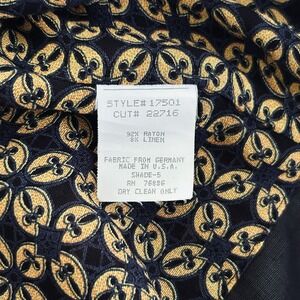 STYLE# 17501
CUT# 22716
92% RAYON
8% LINEN
FABRIC FROM GERMANY
MADE IN U.S.A.
SHADE-5
RN 76696
DRY CLEAN ONLY